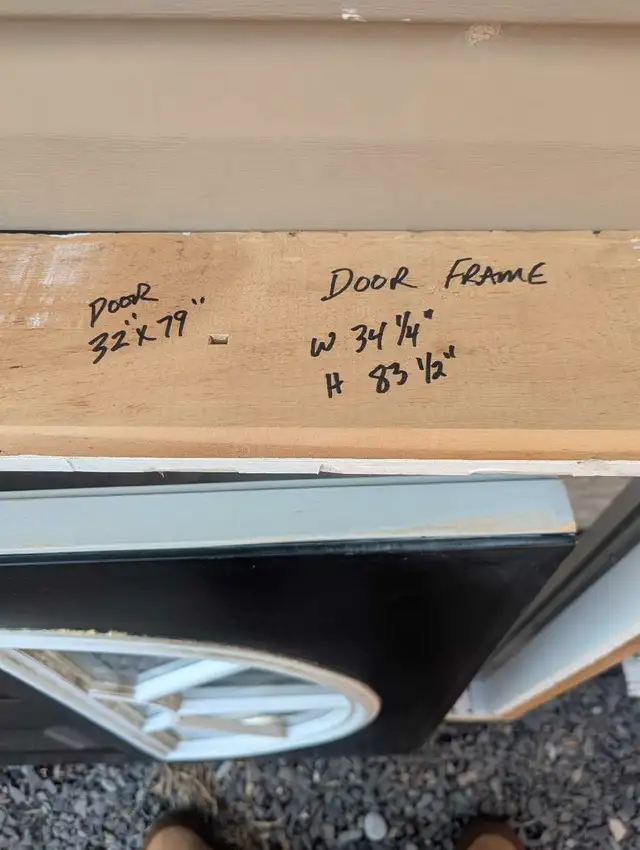 DOOR
32" X 79"
DOOR FRAME
W 34 1/4"
H 83 1/2"